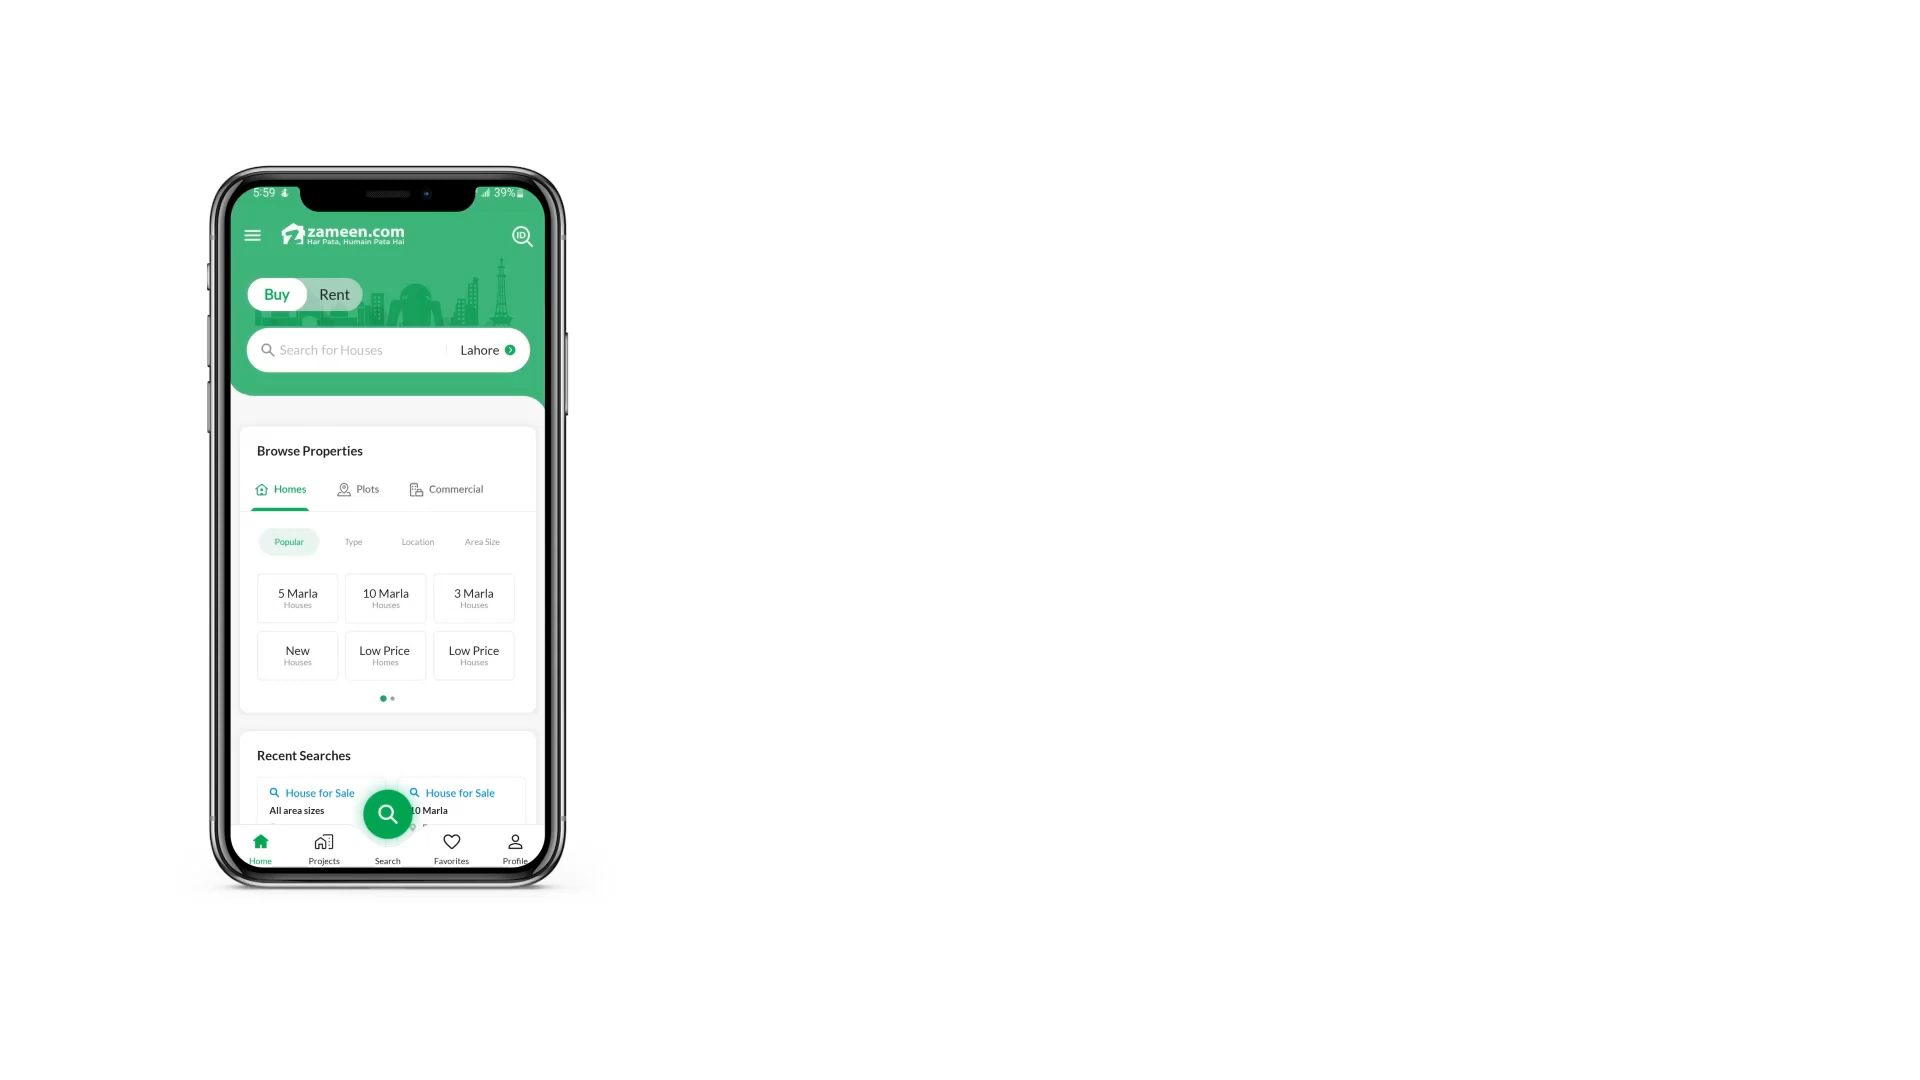 5:59
39%
zameen.com
Har Pata, Humain Pata Hai
ID
Buy Rent
Search for Houses Lahore
Browse Properties
Homes Plots Commercial
Popular Type Location Area Size
5 Marla 10 Marla 3 Marla
Houses Houses Houses
New Low Price Low Price
Houses Homes Houses
Recent Searches
House for Sale House for Sale
All area sizes 10 Marla
Home Projects Search Favorites Profile